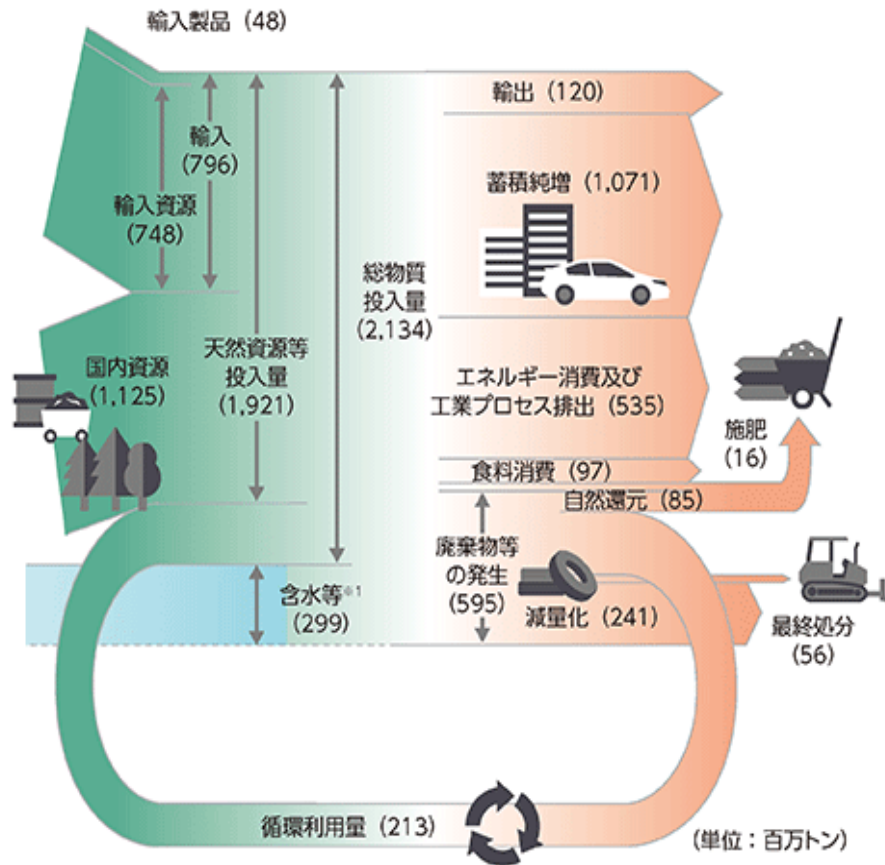 輸入製品（48）
輸出（120）
輸入
（796）
蓄積純増（1,071）
輸入資源
（748）
総物質
投入量
（2,134）
国内資源
（1,125）
天然資源等
投入量
（1,921）
エネルギー消費及び
工業プロセス排出（535）
施肥
（16）
食料消費（97）
自然還元（85）
廃棄物等
の発生
（595）
含水等※1
（299）
減量化（241）
最終処分
（56）
循環利用量（213）
（単位：百万トン）